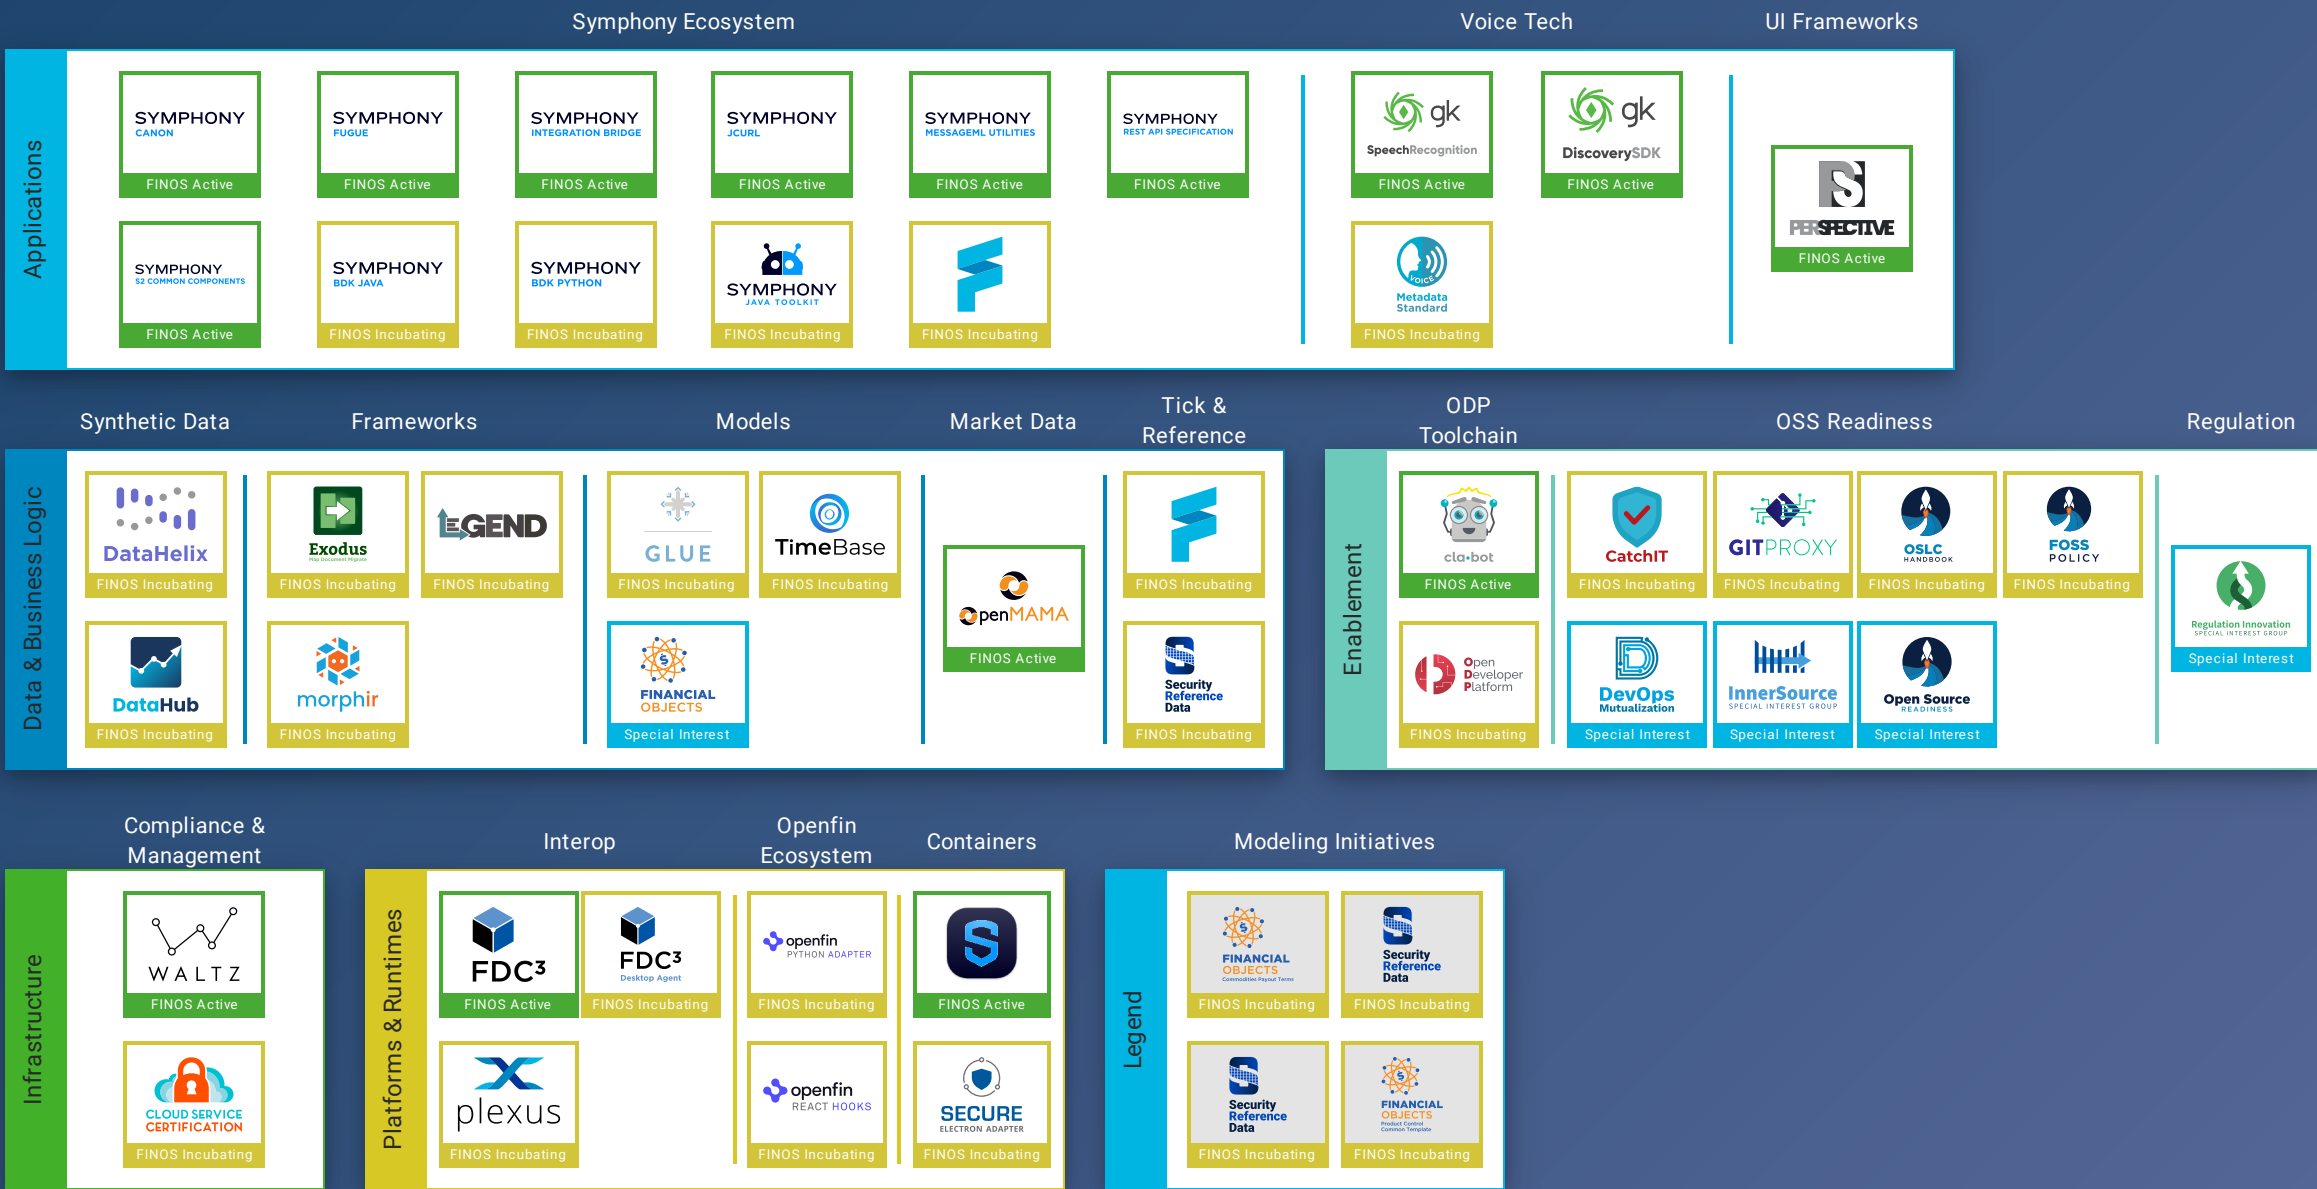 Symphony Ecosystem
Voice Tech
UI Frameworks
Applications
SYMPHONY
CANON
FINOS Active
SYMPHONY
FUGUE
FINOS Active
SYMPHONY
INTEGRATION BRIDGE
FINOS Active
SYMPHONY
JCURL
FINOS Active
SYMPHONY
MESSAGEML UTILITIES
FINOS Active
SYMPHONY
REST API SPECIFICATION
FINOS Active
gk
SpeechRecognition
FINOS Active
gk
DiscoverySDK
FINOS Active
PERSPECTIVE
FINOS Active
SYMPHONY
S2 COMMON COMPONENTS
FINOS Active
SYMPHONY
BDK JAVA
FINOS Incubating
SYMPHONY
BDK PYTHON
FINOS Incubating
SYMPHONY
JAVA TOOLKIT
FINOS Incubating
FINOS Incubating
VOICE
Metadata
Standard
FINOS Incubating
Synthetic Data
Frameworks
Models
Market Data
Tick &
Reference
Data & Business Logic
DataHelix
FINOS Incubating
Exodus
Map Document Migrate
FINOS Incubating
LEGEND
FINOS Incubating
GLUE
FINOS Incubating
TimeBase
FINOS Incubating
OpenMAMA
FINOS Active
FINOS Incubating
DataHub
FINOS Incubating
morphir
FINOS Incubating
FINANCIAL
OBJECTS
Special Interest
Security
Reference
Data
FINOS Incubating
ODP
Toolchain
OSS Readiness
Regulation
Enablement
cla•bot
FINOS Active
CatchIT
FINOS Incubating
GITPROXY
FINOS Incubating
OSLC
HANDBOOK
FINOS Incubating
FOSS
POLICY
FINOS Incubating
Regulation Innovation
SPECIAL INTEREST GROUP
Special Interest
Open
Developer
Platform
FINOS Incubating
DevOps
Mutualization
Special Interest
InnerSource
SPECIAL INTEREST GROUP
Special Interest
Open Source
READINESS
Special Interest
Compliance &
Management
Infrastructure
WALTZ
FINOS Active
CLOUD SERVICE
CERTIFICATION
FINOS Incubating
Interop
Openfin
Ecosystem
Containers
Platforms & Runtimes
FDC3
FINOS Active
FDC3
Desktop Agent
FINOS Incubating
openfin
PYTHON ADAPTER
FINOS Incubating
S
FINOS Active
plexus
FINOS Incubating
openfin
REACT HOOKS
FINOS Incubating
SECURE
ELECTRON ADAPTER
FINOS Incubating
Modeling Initiatives
Legend
FINANCIAL
OBJECTS
Commodities Payout Terms
FINOS Incubating
Security
Reference
Data
FINOS Incubating
Security
Reference
Data
FINOS Incubating
FINANCIAL
OBJECTS
Product Control
Common Template
FINOS Incubating